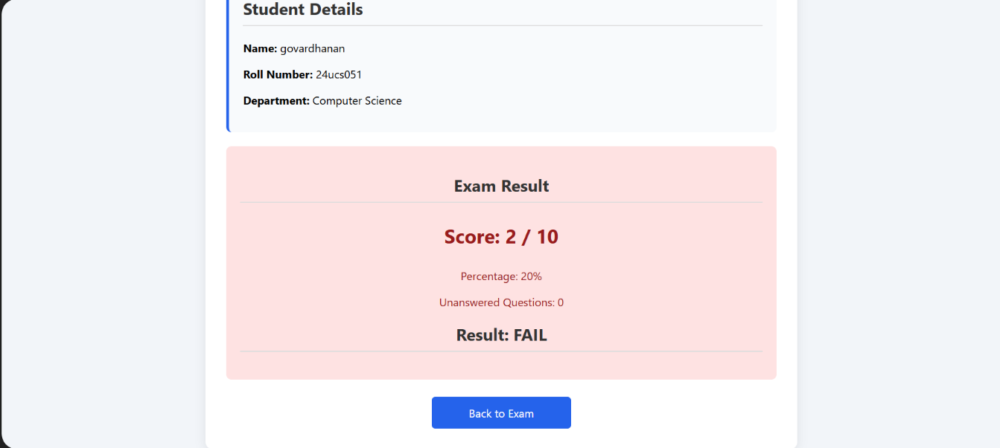 Student Details
Name: govardhanan
Roll Number: 24ucs051
Department: Computer Science
Exam Result
Score: 2 / 10
Percentage: 20%
Unanswered Questions: 0
Result: FAIL
Back to Exam